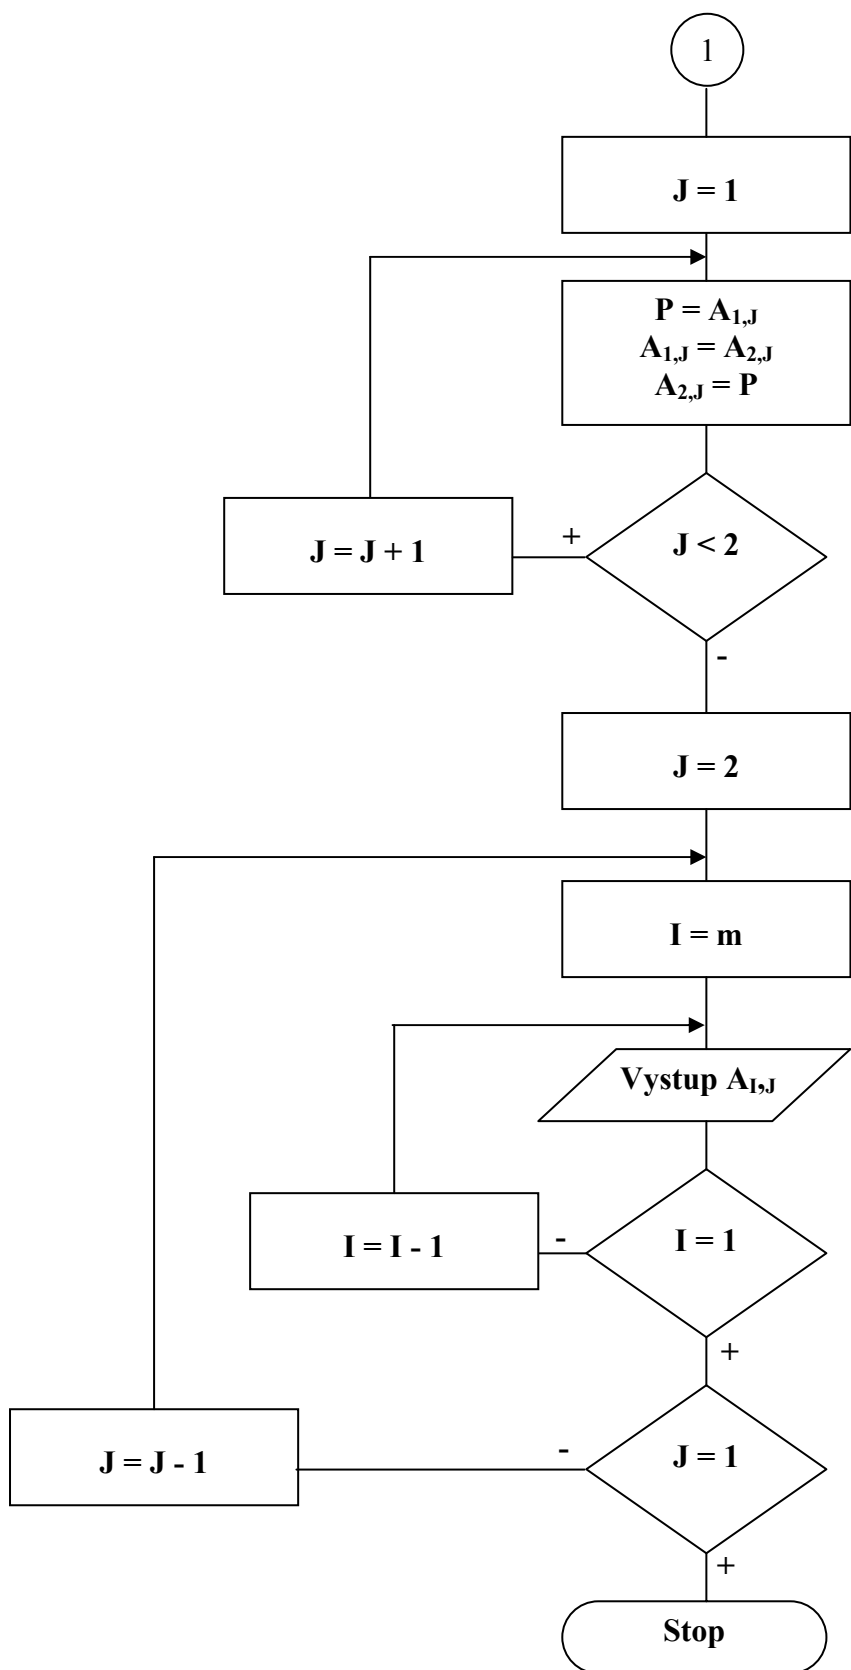 1
J = 1
P = A1,J
A1,J = A2,J
A2,J = P
J < 2
+
J = J + 1
-
J = 2
I = m
Vystup AI,J
I = 1
-
I = I - 1
+
J = 1
-
J = J - 1
+
Stop